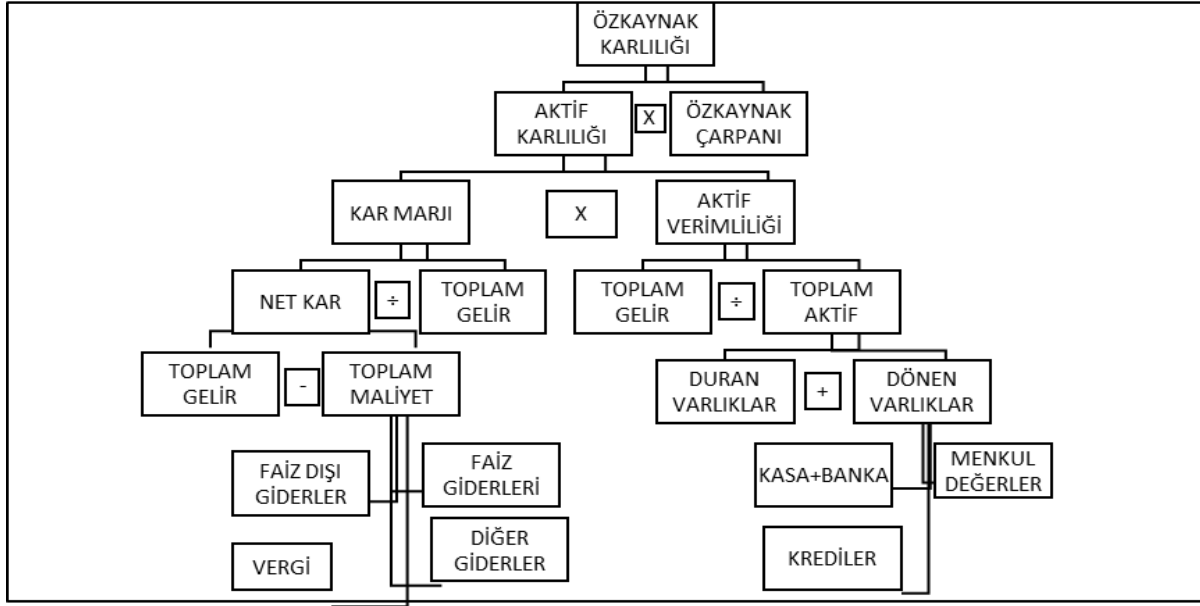 ÖZKAYNAK
KARLILIĞI
AKTİF
KARLILIĞI
X
ÖZKAYNAK
ÇARPANI
KAR MARJI
X
AKTİF
VERİMLİLİĞİ
NET KAR
÷
TOPLAM
GELİR
TOPLAM
GELİR
÷
TOPLAM
AKTİF
TOPLAM
GELİR
-
TOPLAM
MALİYET
DURAN
VARLIKLAR
+
DÖNEN
VARLIKLAR
FAİZ DIŞI
GİDERLER
FAİZ
GİDERLERİ
KASA+BANKA
MENKUL
DEĞERLER
VERGİ
DİĞER
GİDERLER
KREDİLER